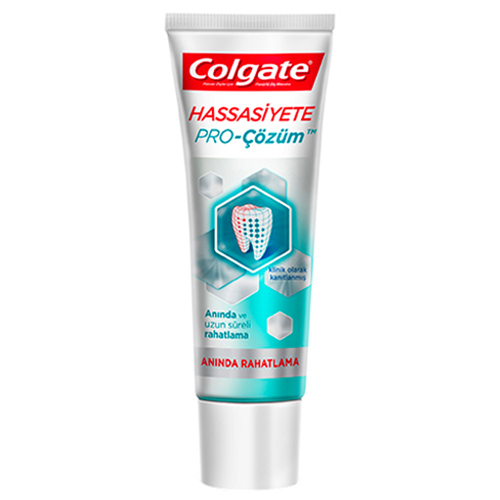 Colgate®
HASSASİYETE
PRO-Çözüm™
klinik olarak
kanıtlanmış
Anında ve
uzun süreli
rahatlama
ANINDA RAHATLAMA